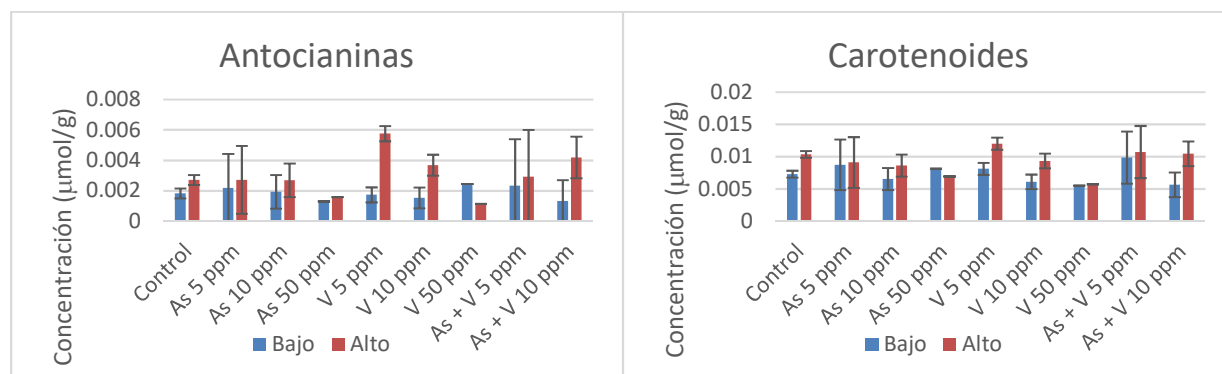 Antocianinas
Concentración (µmol/g)
0.008
0.006
0.004
0.002
0
Control
As 5 ppm
As 10 ppm
As 50 ppm
V 5 ppm
V 10 ppm
V 50 ppm
As + V 5 ppm
As + V 10 ppm
Bajo Alto
Carotenoides
Concentración (µmol/g)
0.02
0.015
0.01
0.005
0
Control
As 5 ppm
As 10 ppm
As 50 ppm
V 5 ppm
V 10 ppm
V 50 ppm
As + V 5 ppm
As + V 10 ppm
Bajo Alto